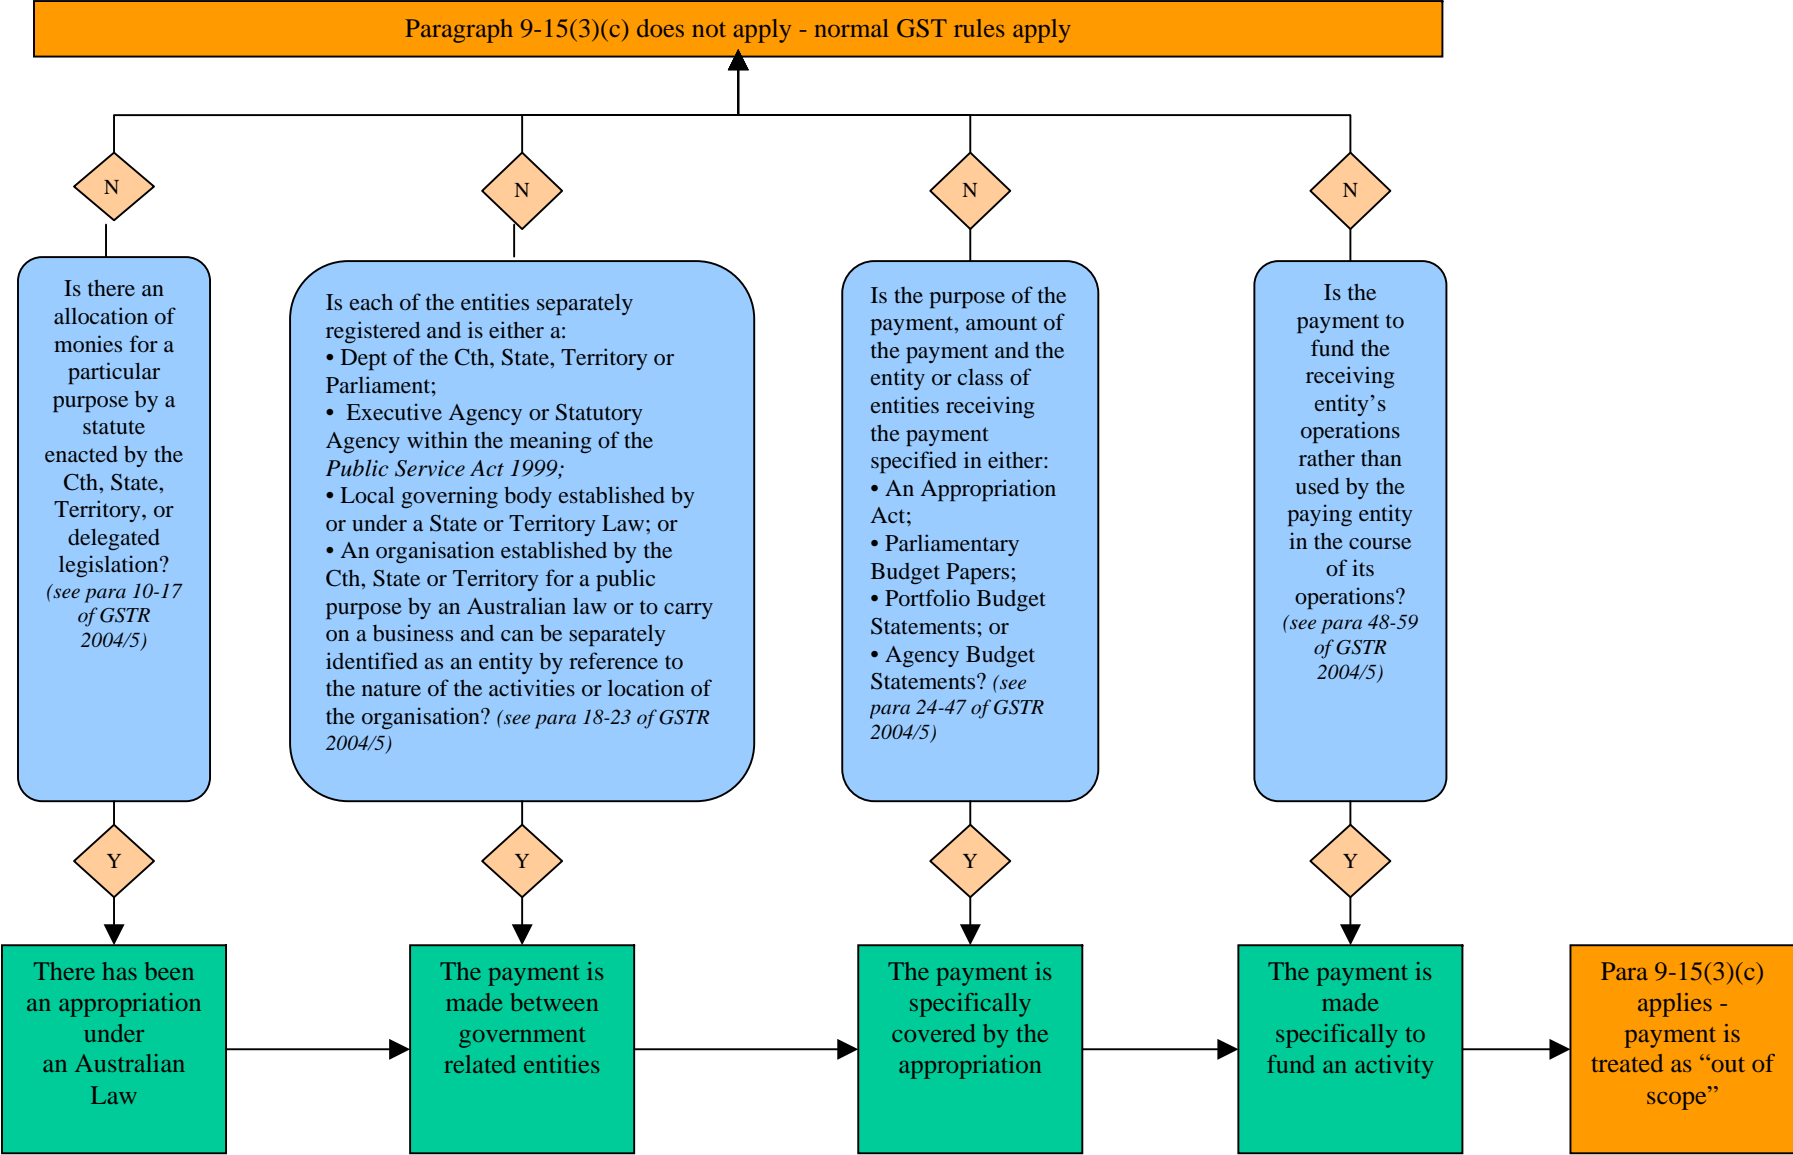 Paragraph 9-15(3)(c) does not apply - normal GST rules apply
N
N
N
N
Is there an
allocation of
monies for a
particular
purpose by a
statute
enacted by the
Cth, State,
Territory, or
delegated
legislation?
(see para 10-17
of GSTR
2004/5)
Is each of the entities separately
registered and is either a:
• Dept of the Cth, State, Territory or
Parliament;
• Executive Agency or Statutory
Agency within the meaning of the
Public Service Act 1999;
• Local governing body established by
or under a State or Territory Law; or
• An organisation established by the
Cth, State or Territory for a public
purpose by an Australian law or to carry
on a business and can be separately
identified as an entity by reference to
the nature of the activities or location of
the organisation? (see para 18-23 of GSTR
2004/5)
Is the purpose of the
payment, amount of
the payment and the
entity or class of
entities receiving
the payment
specified in either:
• An Appropriation
Act;
• Parliamentary
Budget Papers;
• Portfolio Budget
Statements; or
• Agency Budget
Statements? (see
para 24-47 of GSTR
2004/5)
Is the
payment to
fund the
receiving
entity’s
operations
rather than
used by the
paying entity
in the course
of its
operations?
(see para 48-59
of GSTR
2004/5)
Y
Y
Y
Y
There has been
an appropriation
under
an Australian
Law
The payment is
made between
government
related entities
The payment is
specifically
covered by the
appropriation
The payment is
made
specifically to
fund an activity
Para 9-15(3)(c)
applies -
payment is
treated as “out of
scope”